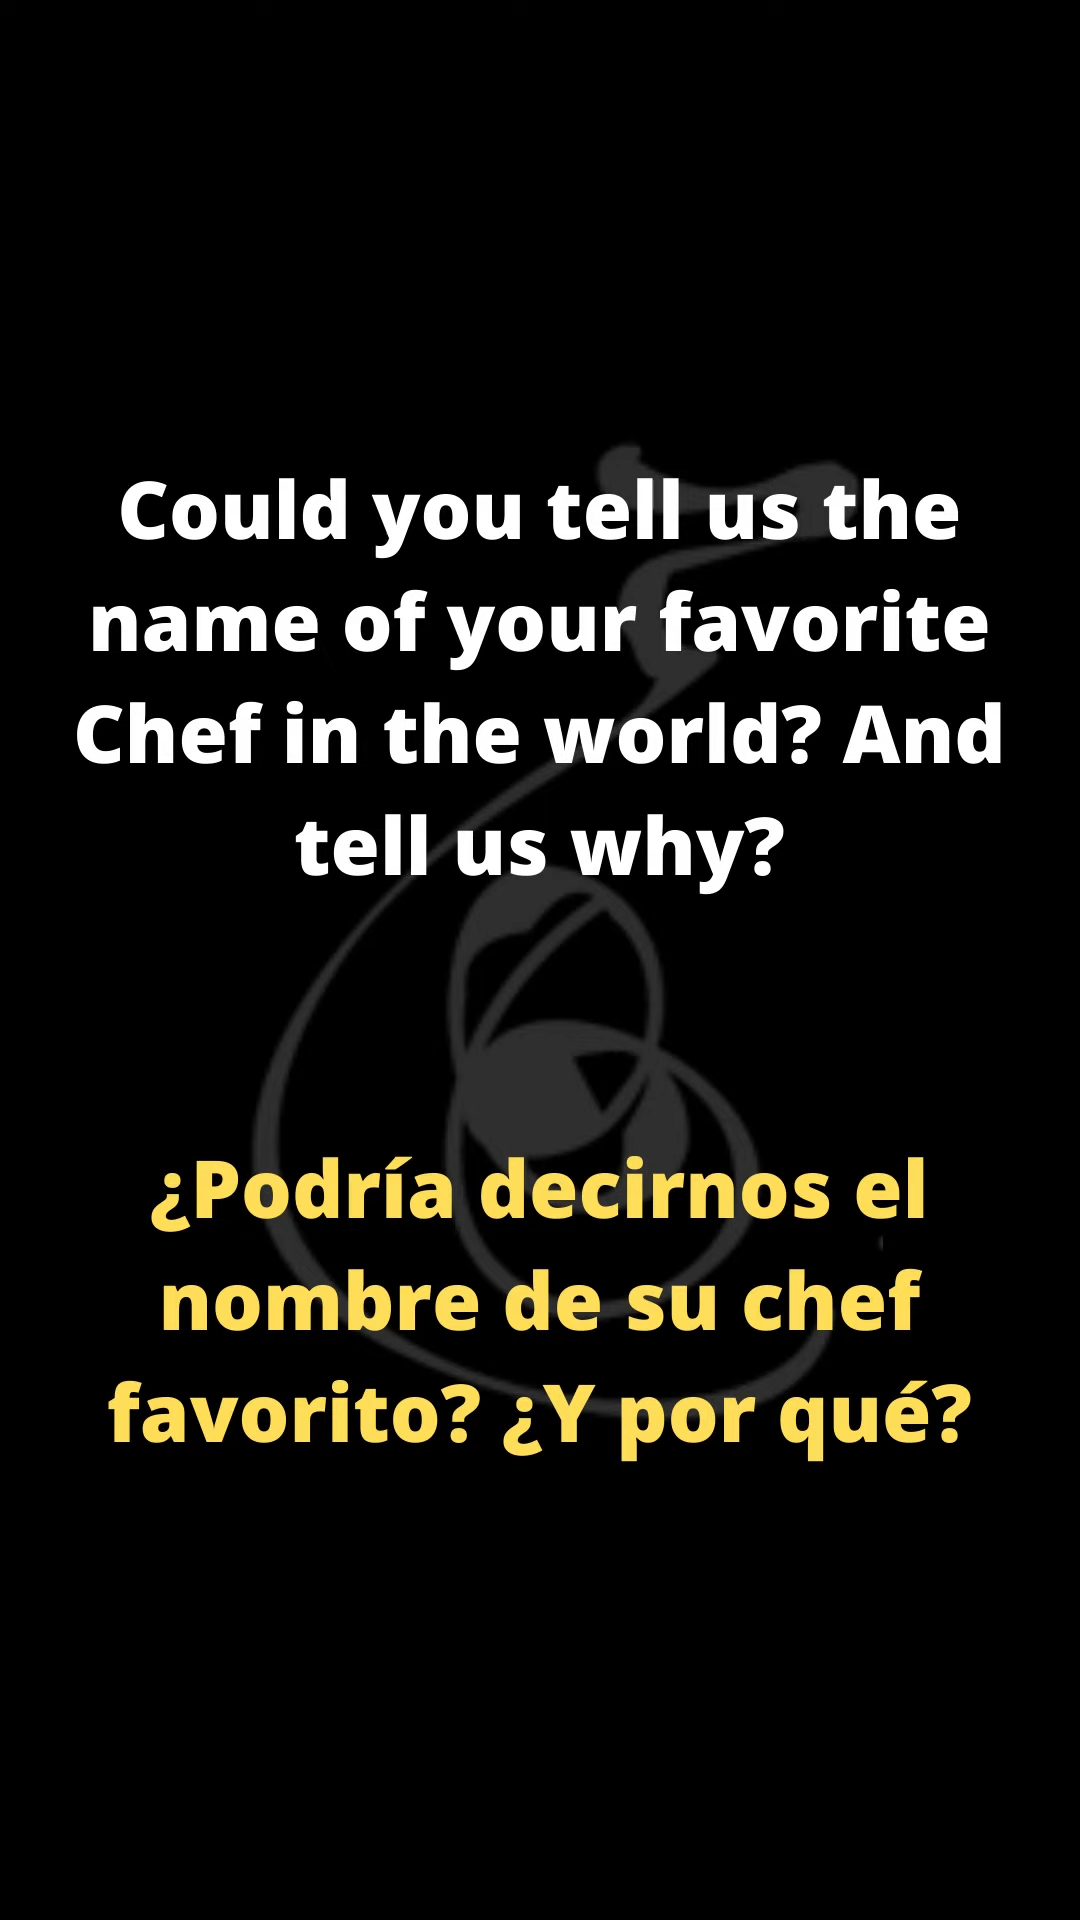 Could you tell us the
name of your favorite
Chef in the world? And
tell us why?
¿Podría decirnos el
nombre de su chef
favorito? ¿Y por qué?